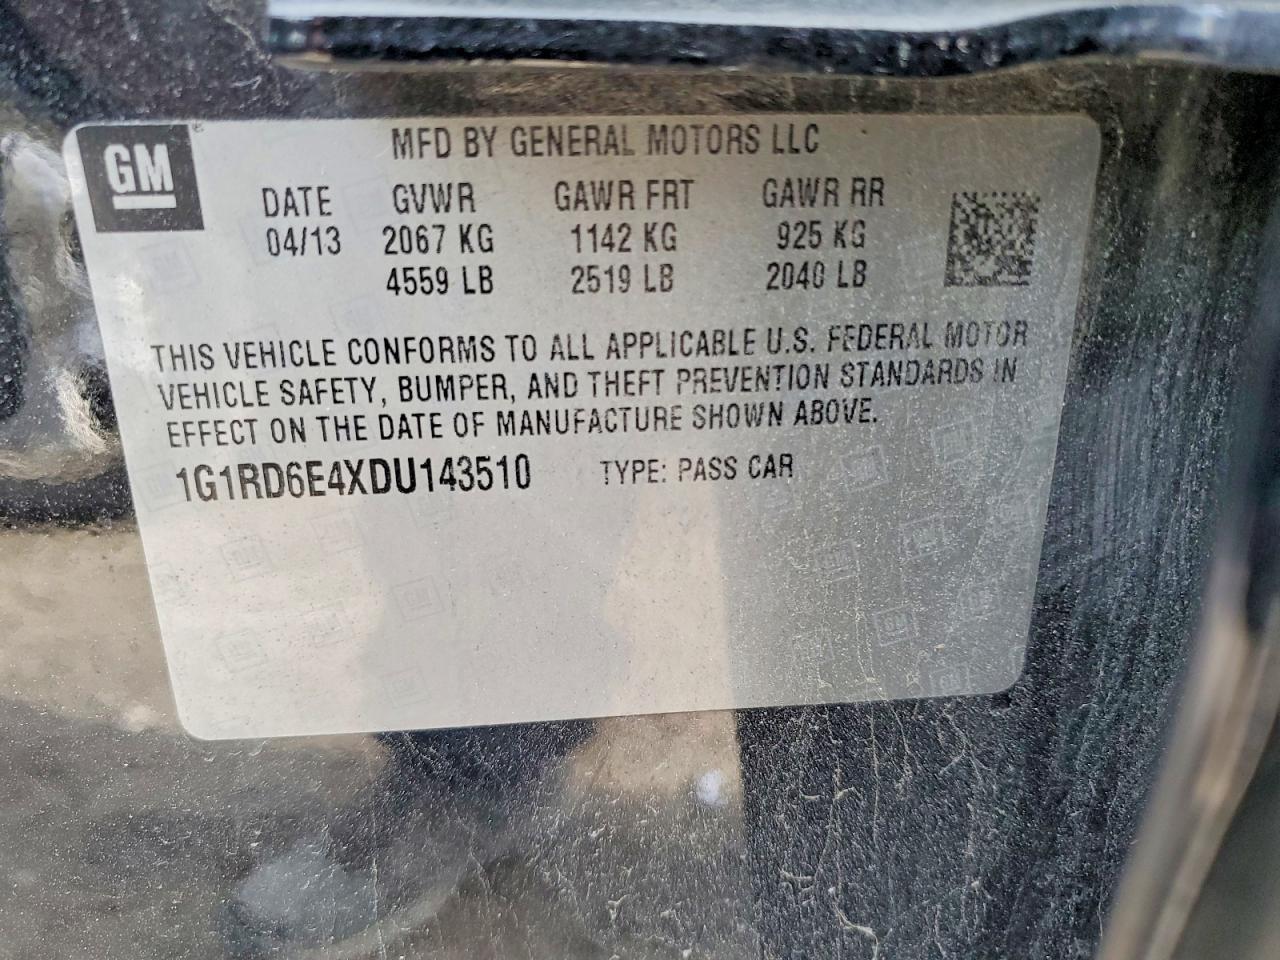 GM
MFD BY GENERAL MOTORS LLC
DATE GVWR GAWR FRT GAWR RR
04/13 2067 KG 1142 KG 925 KG
4559 LB 2519 LB 2040 LB
THIS VEHICLE CONFORMS TO ALL APPLICABLE U.S. FEDERAL MOTOR
VEHICLE SAFETY, BUMPER, AND THEFT PREVENTION STANDARDS IN
EFFECT ON THE DATE OF MANUFACTURE SHOWN ABOVE.
1G1RD6E4XDU143510 TYPE: PASS CAR